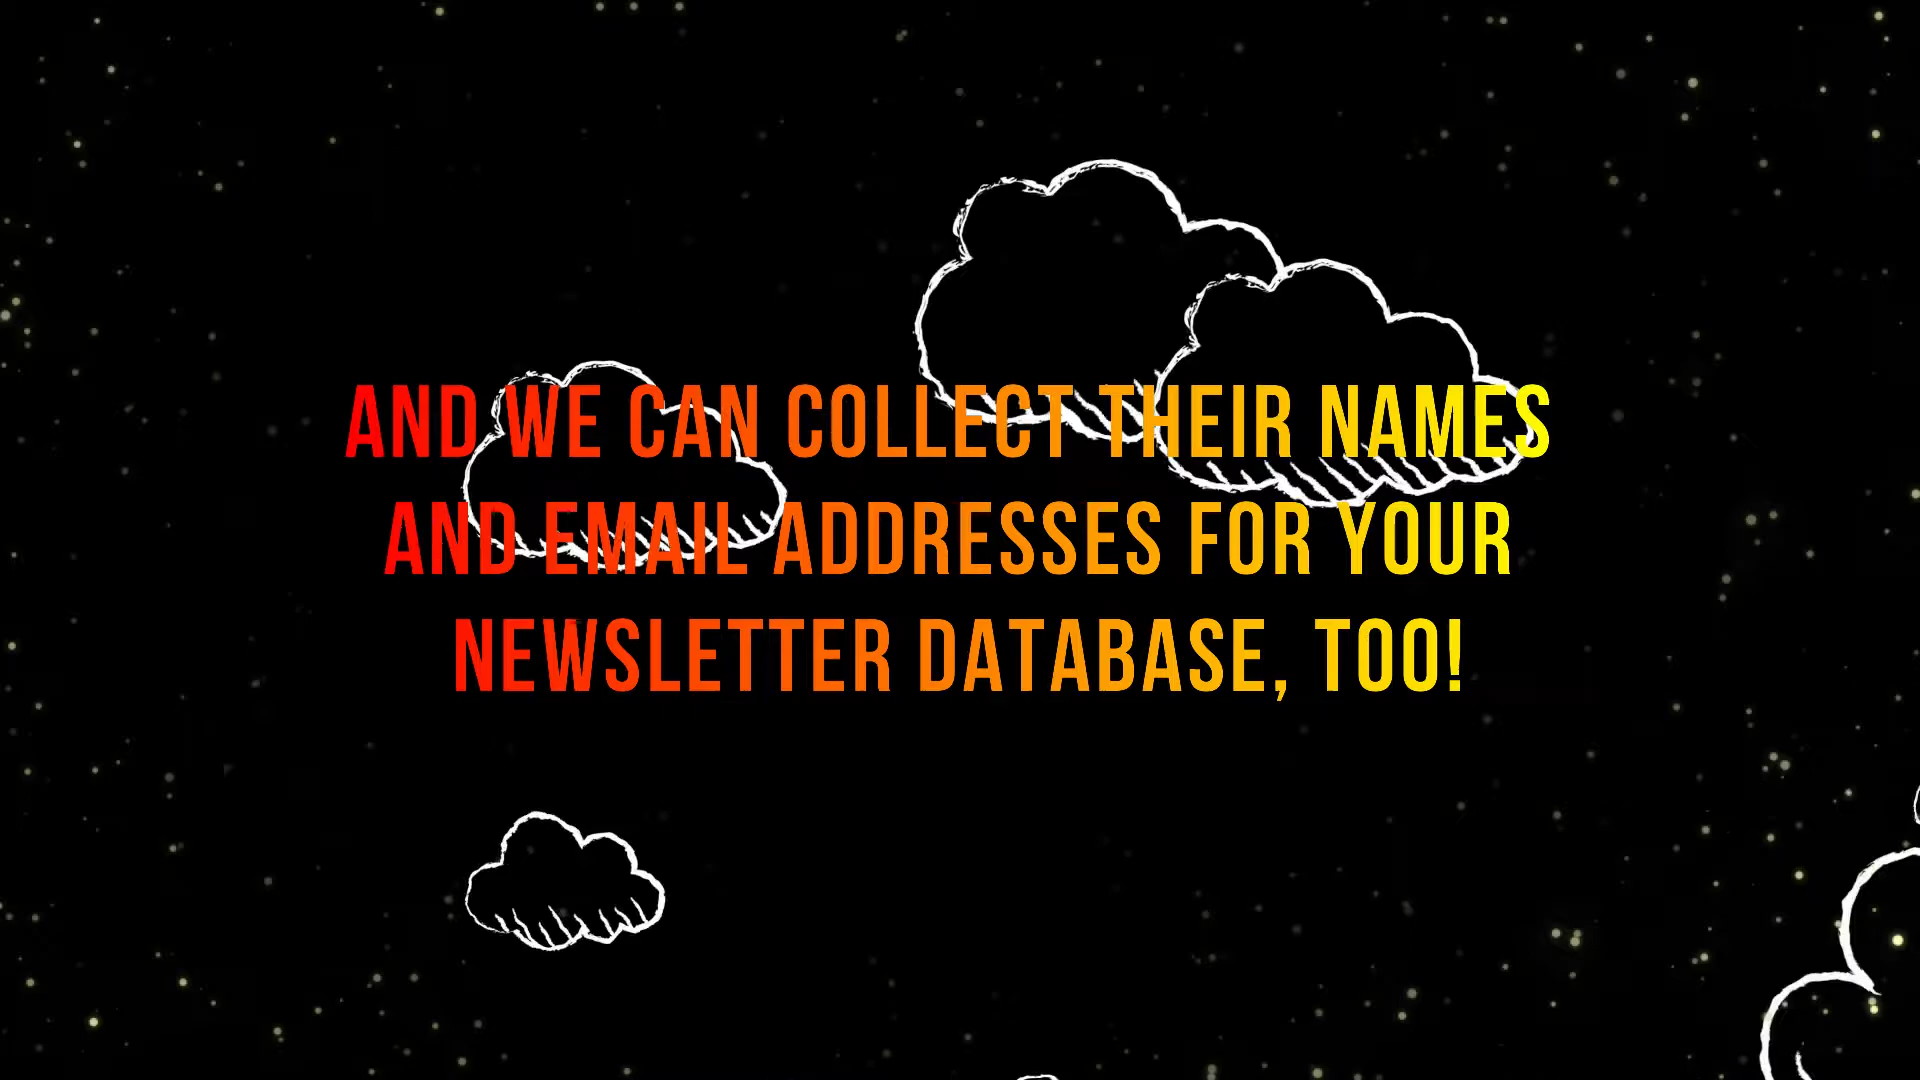 AND WE CAN COLLECT THEIR NAMES
AND EMAIL ADDRESSES FOR YOUR
NEWSLETTER DATABASE, TOO!